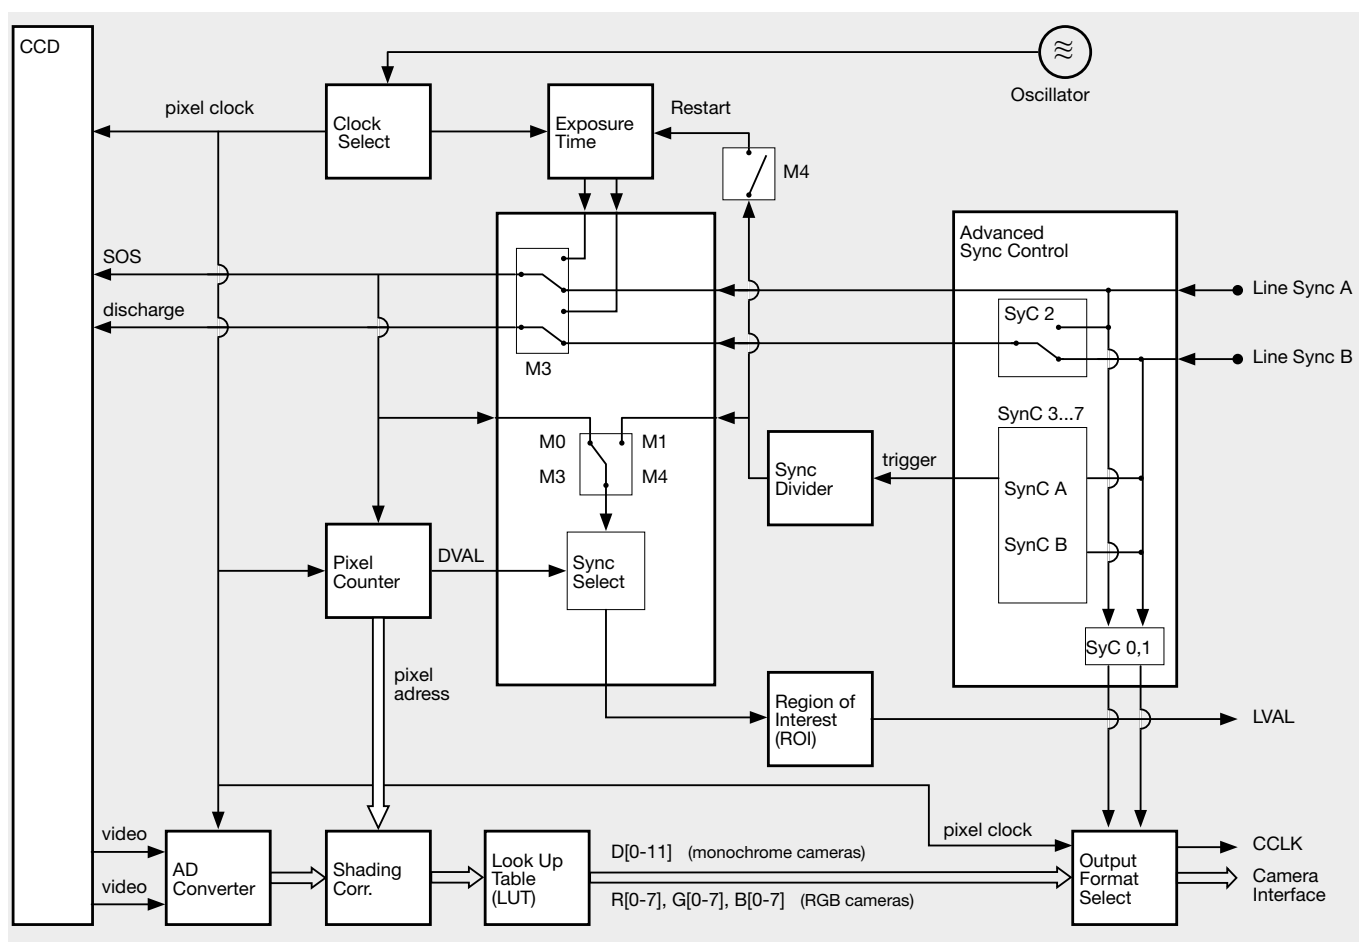 CCD
Oscillator
pixel clock
Clock
Select
Exposure
Time
Restart
M4
SOS
discharge
M3
Advanced
Sync Control
Line Sync A
SyC 2
Line Sync B
SynC 3...7
M0
M1
M3
M4
Sync
Divider
trigger
SynC A
SynC B
Pixel
Counter
DVAL
Sync
Select
SyC 0,1
pixel
adress
Region of
Interest
(ROI)
LVAL
video
video
AD
Converter
Shading
Corr.
Look Up
Table
(LUT)
D[0-11] (monochrome cameras)
R[0-7], G[0-7], B[0-7] (RGB cameras)
pixel clock
Output
Format
Select
CCLK
Camera
Interface